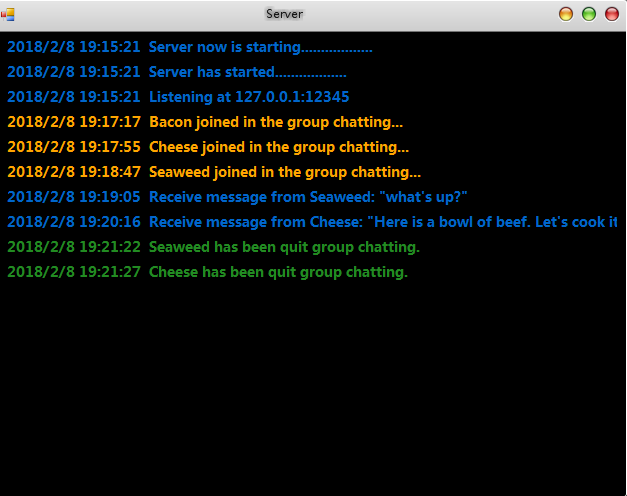 Server
2018/2/8 19:15:21 Server now is starting..................
2018/2/8 19:15:21 Server has started..................
2018/2/8 19:15:21 Listening at 127.0.0.1:12345
2018/2/8 19:17:17 Bacon joined in the group chatting...
2018/2/8 19:17:55 Cheese joined in the group chatting...
2018/2/8 19:18:47 Seaweed joined in the group chatting...
2018/2/8 19:19:05 Receive message from Seaweed: "what's up?"
2018/2/8 19:20:16 Receive message from Cheese: "Here is a bowl of beef. Let's cook it
2018/2/8 19:21:22 Seaweed has been quit group chatting.
2018/2/8 19:21:27 Cheese has been quit group chatting.